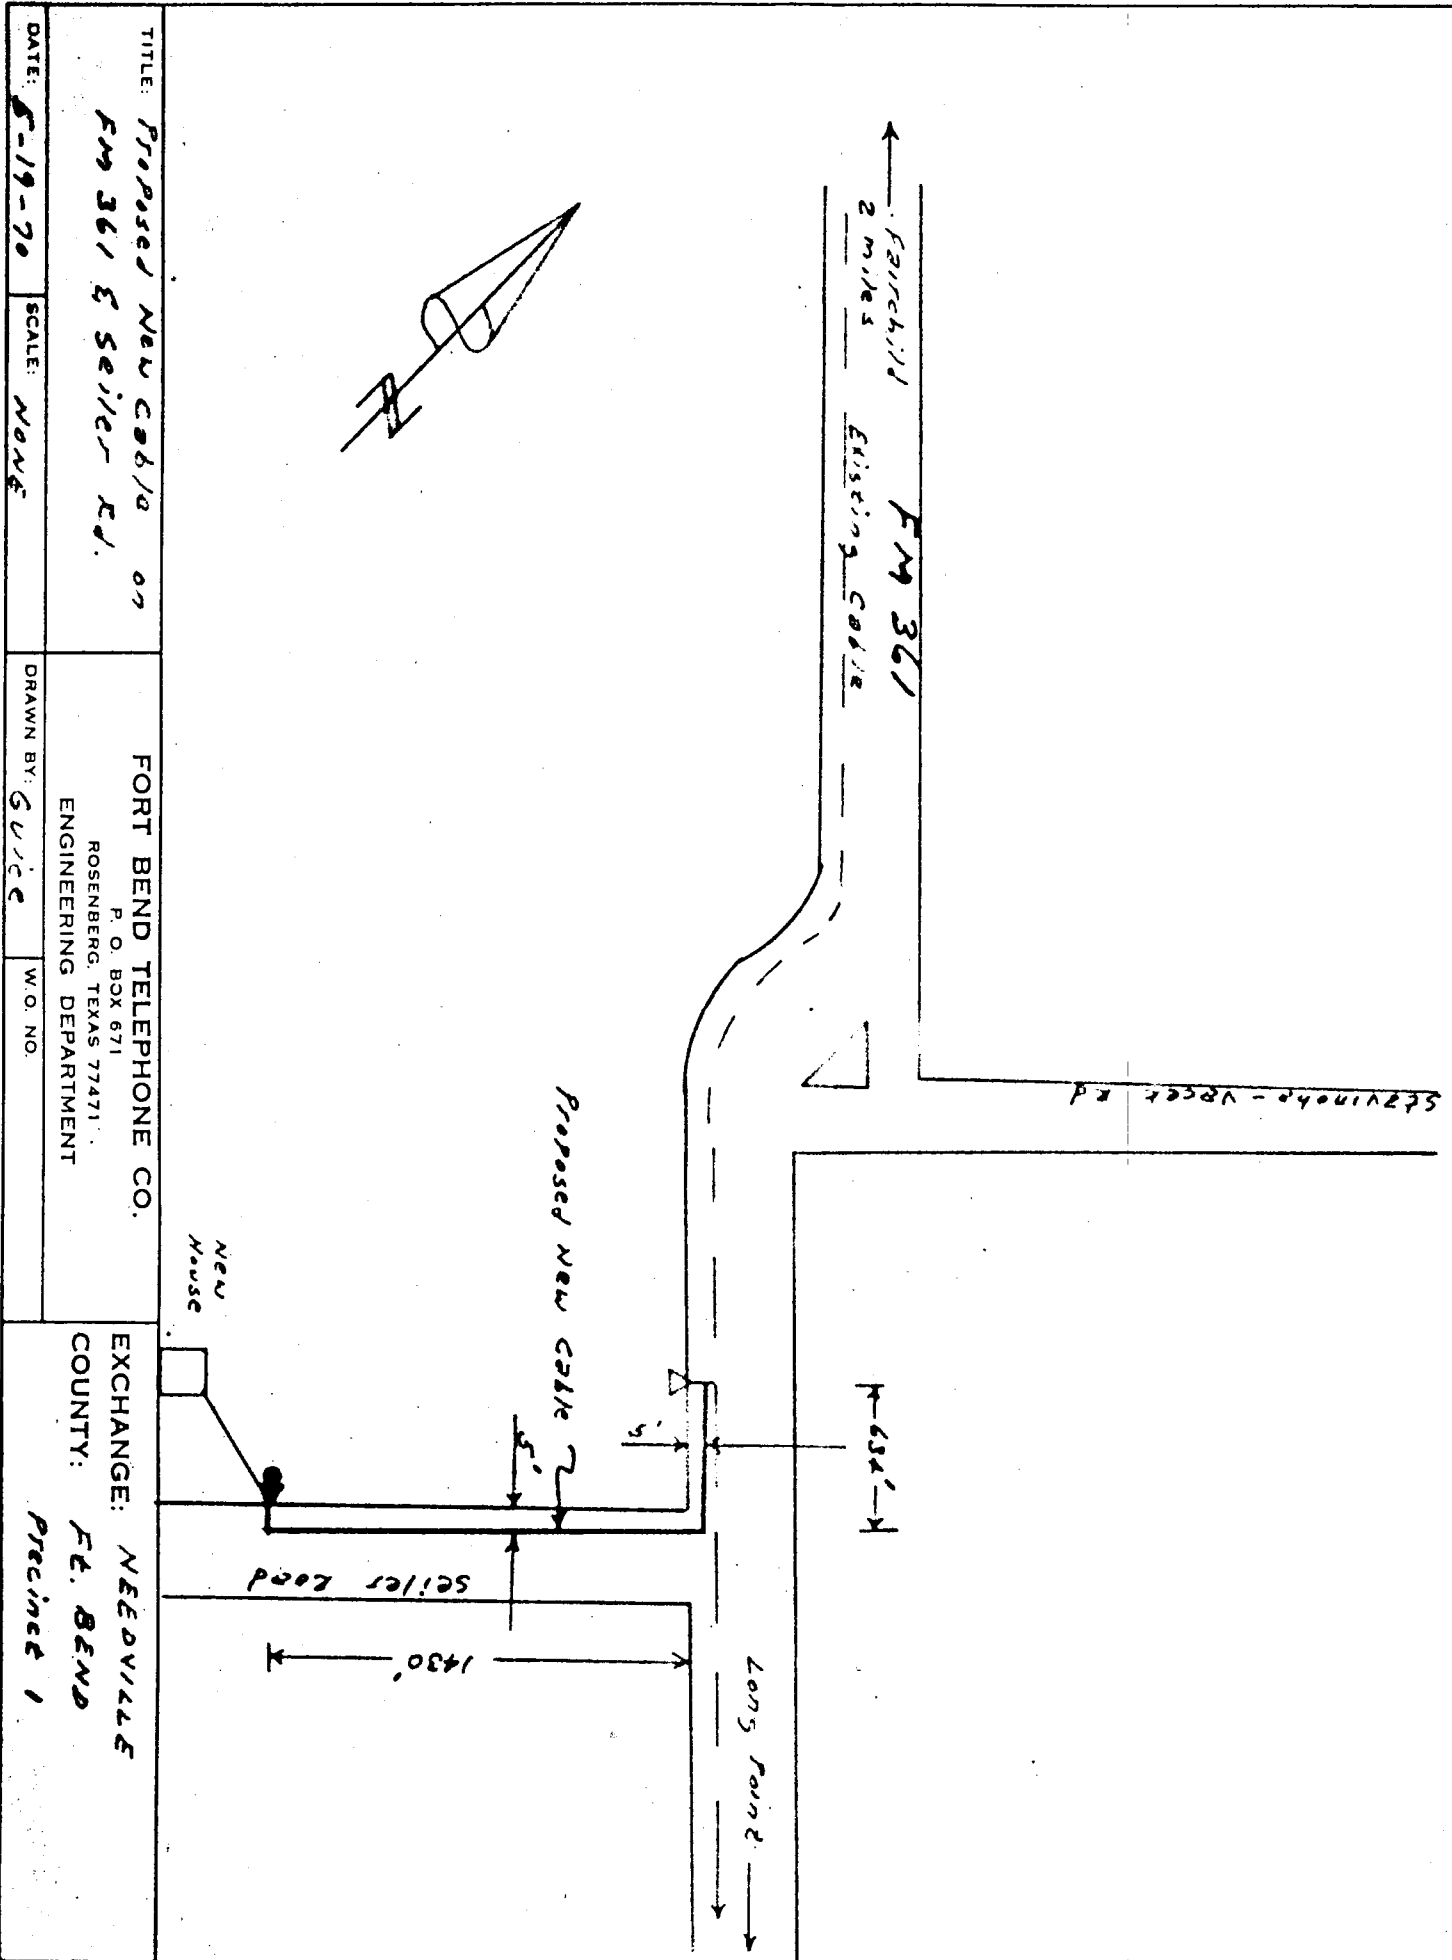 Fairchild
2 miles
FM 361
Existing Cable
Long Point
634'
5'
Proposed New Cable
5'
Seiler Road
1430'
N
New
House
TITLE: Proposed New Cable on
FM 361 & Seiler Rd.
DATE: 5-19-70
SCALE: NONE
FORT BEND TELEPHONE CO.
P. O. BOX 671
ROSENBERG, TEXAS 77471
ENGINEERING DEPARTMENT
DRAWN BY: Guice
W.O. NO.
EXCHANGE: NEEDVILLE
COUNTY: Ft. BEND
Precinct 1